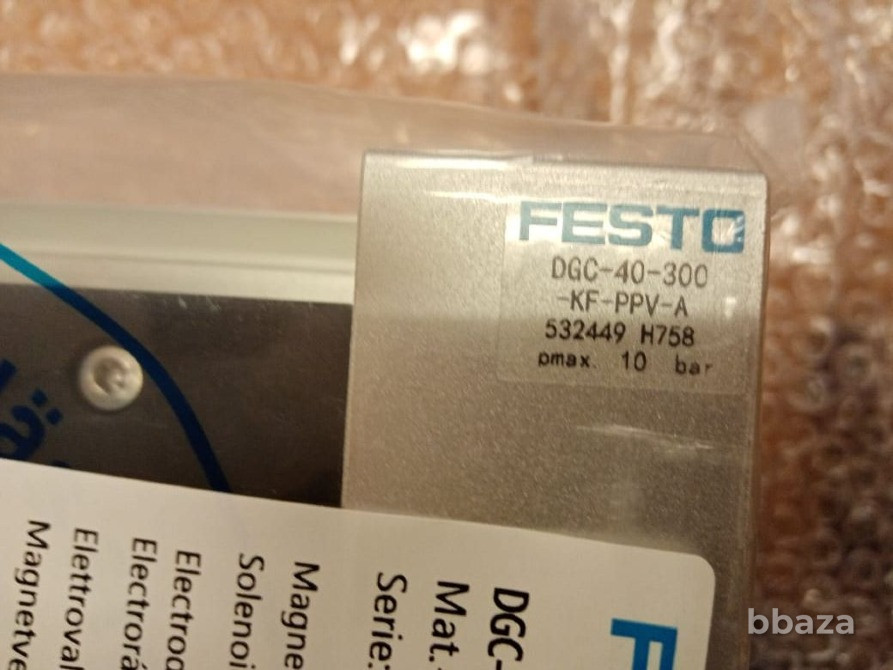 FESTO
DGC-40-300
-KF-PPV-A
532449 H758
pmax. 10 bar
DGC-
Mat.-
Serie:
Magne
Solenoi
Electrod
Electrorá
Elettroval
Magnetve
bbaza